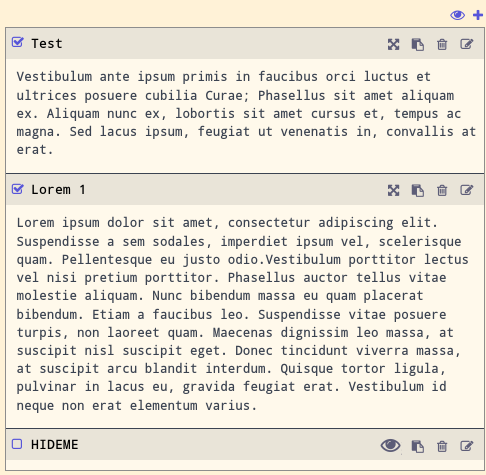 Test
Vestibulum ante ipsum primis in faucibus orci luctus et
ultrices posuere cubilia Curae; Phasellus sit amet aliquam
ex. Aliquam nunc ex, lobortis sit amet cursus et, tempus ac
magna. Sed lacus ipsum, feugiat ut venenatis in, convallis at
erat.
Lorem 1
Lorem ipsum dolor sit amet, consectetur adipiscing elit.
Suspendisse a sem sodales, imperdiet ipsum vel, scelerisque
quam. Pellentesque eu justo odio.Vestibulum porttitor lectus
vel nisi pretium porttitor. Phasellus auctor tellus vitae
molestie aliquam. Nunc bibendum massa eu quam placerat
bibendum. Etiam a faucibus leo. Suspendisse vitae posuere
turpis, non laoreet quam. Maecenas dignissim leo massa, at
suscipit nisl suscipit eget. Donec tincidunt viverra massa,
at suscipit arcu blandit interdum. Quisque tortor ligula,
pulvinar in lacus eu, gravida feugiat erat. Vestibulum id
neque non erat elementum varius.
HIDEME